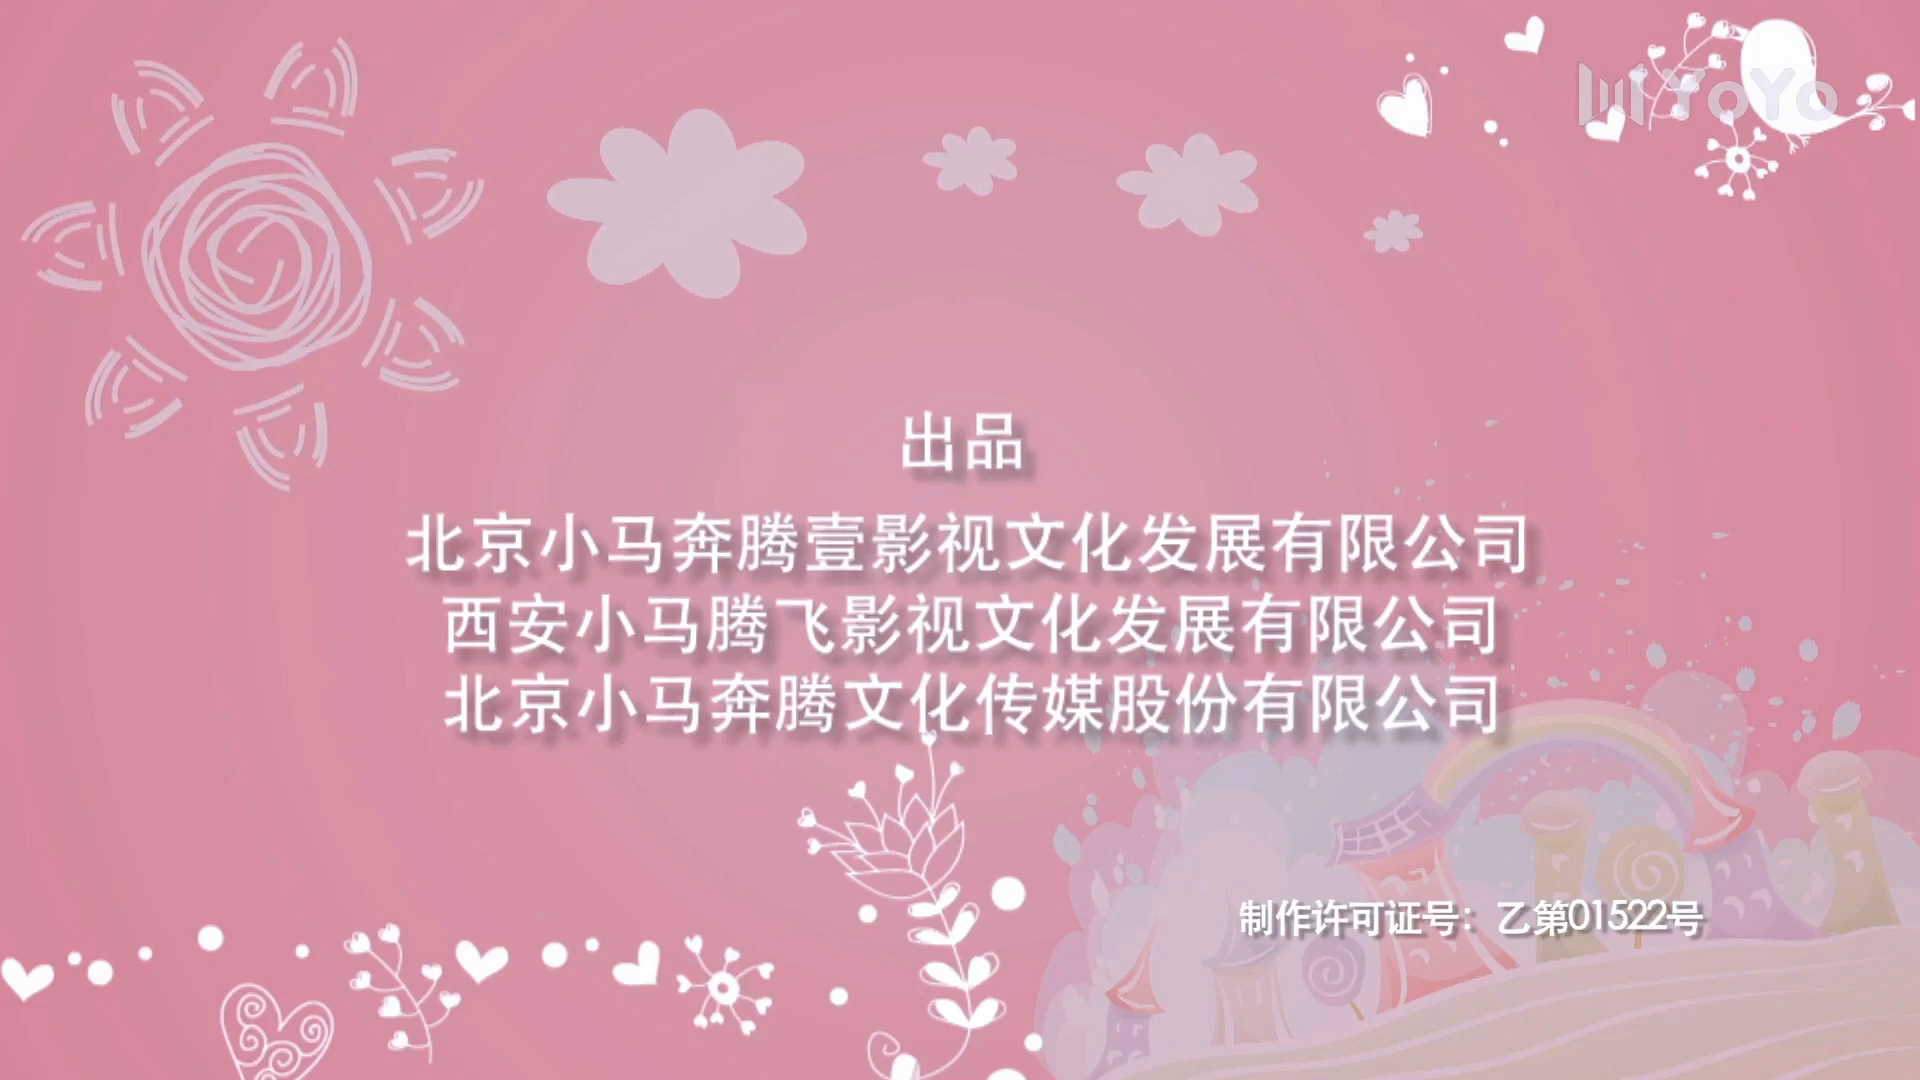 YoYo
出品
北京小马奔腾壹影视文化发展有限公司
西安小马腾飞影视文化发展有限公司
北京小马奔腾文化传媒股份有限公司
制作许可证号：乙第01522号